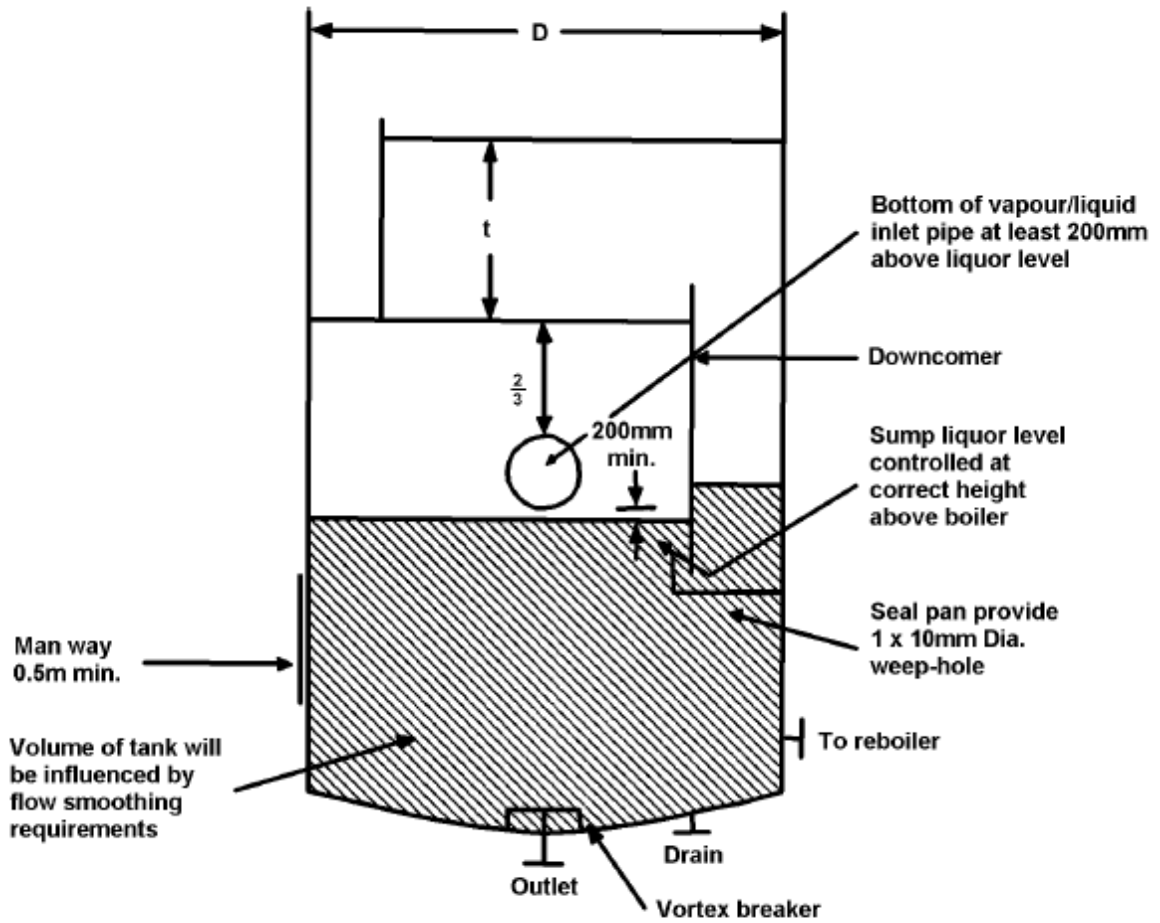 D
t
Bottom of vapour/liquid
inlet pipe at least 200mm
above liquor level
Downcomer
2
3
200mm
min.
Sump liquor level
controlled at
correct height
above boiler
Seal pan provide
1 x 10mm Dia.
weep-hole
Man way
0.5m min.
To reboiler
Volume of tank will
be influenced by
flow smoothing
requirements
Drain
Outlet
Vortex breaker